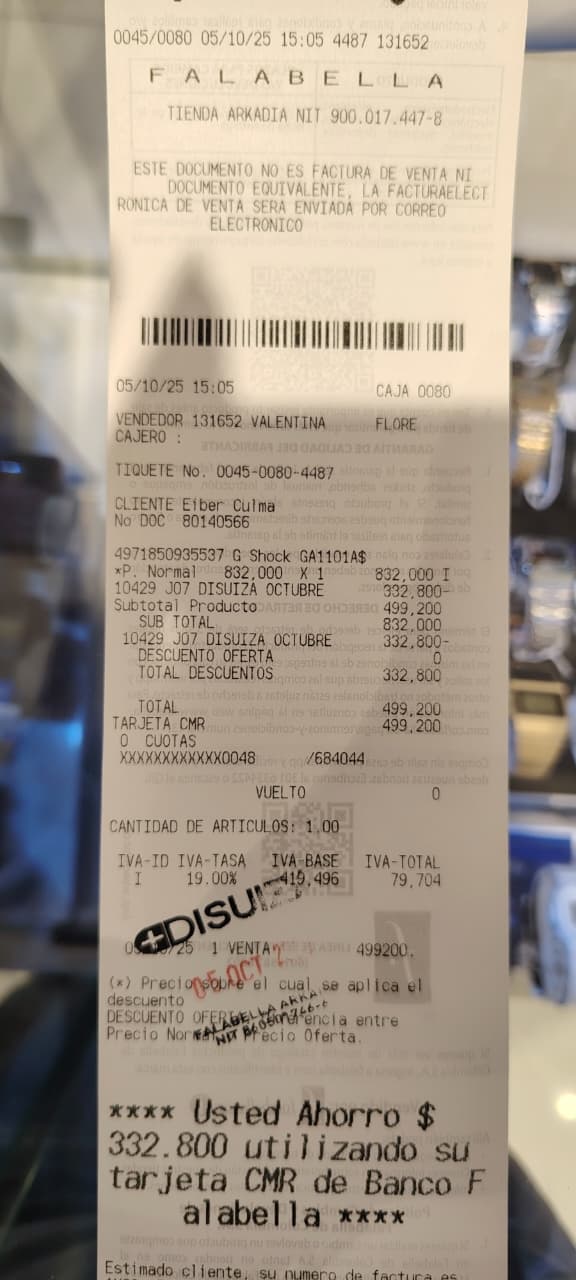 0045/0080 05/10/25 15:05 4487 131652
FALABELLA
TIENDA ARKADIA NIT 900.017.447-8
ESTE DOCUMENTO NO ES FACTURA DE VENTA NI
DOCUMENTO EQUIVALENTE, LA FACTURAELECT
RONICA DE VENTA SERA ENVIADA POR CORREO
ELECTRONICO
05/10/25 15:05 CAJA 0080
VENDEDOR 131652 VALENTINA FLORE
CAJERO :
TIQUETE No. 0045-0080-4487
CLIENTE Eiber Culma
No DOC 80140566
4971850935537 G Shock GA1101A$
*P. Normal 832,000 X 1 832,000 I
10429 J07 DISUIZA OCTUBRE 332,800-
Subtotal Producto 499,200
SUB TOTAL 832,000
10429 J07 DISUIZA OCTUBRE 332,800-
DESCUENTO OFERTA 0
TOTAL DESCUENTOS 332,800
TOTAL 499,200
TARJETA CMR 499,200
0 CUOTAS
XXXXXXXXXXXX0048 /684044
VUELTO 0
CANTIDAD DE ARTICULOS: 1.00
IVA-ID IVA-TASA IVA-BASE IVA-TOTAL
I 19.00% 419,496 79,704
DISUIZA
/25 1 VENTA 499200.
05 OCT
(*) Precio sobre el cual se aplica el
descuento
FALABELLA
DESCUENTO entre
NIT
Precio Precio Oferta.
**** Usted Ahorro $
332.800 utilizando su
tarjeta CMR de Banco F
alabella ****
Estimado cliente, su numero de factura es